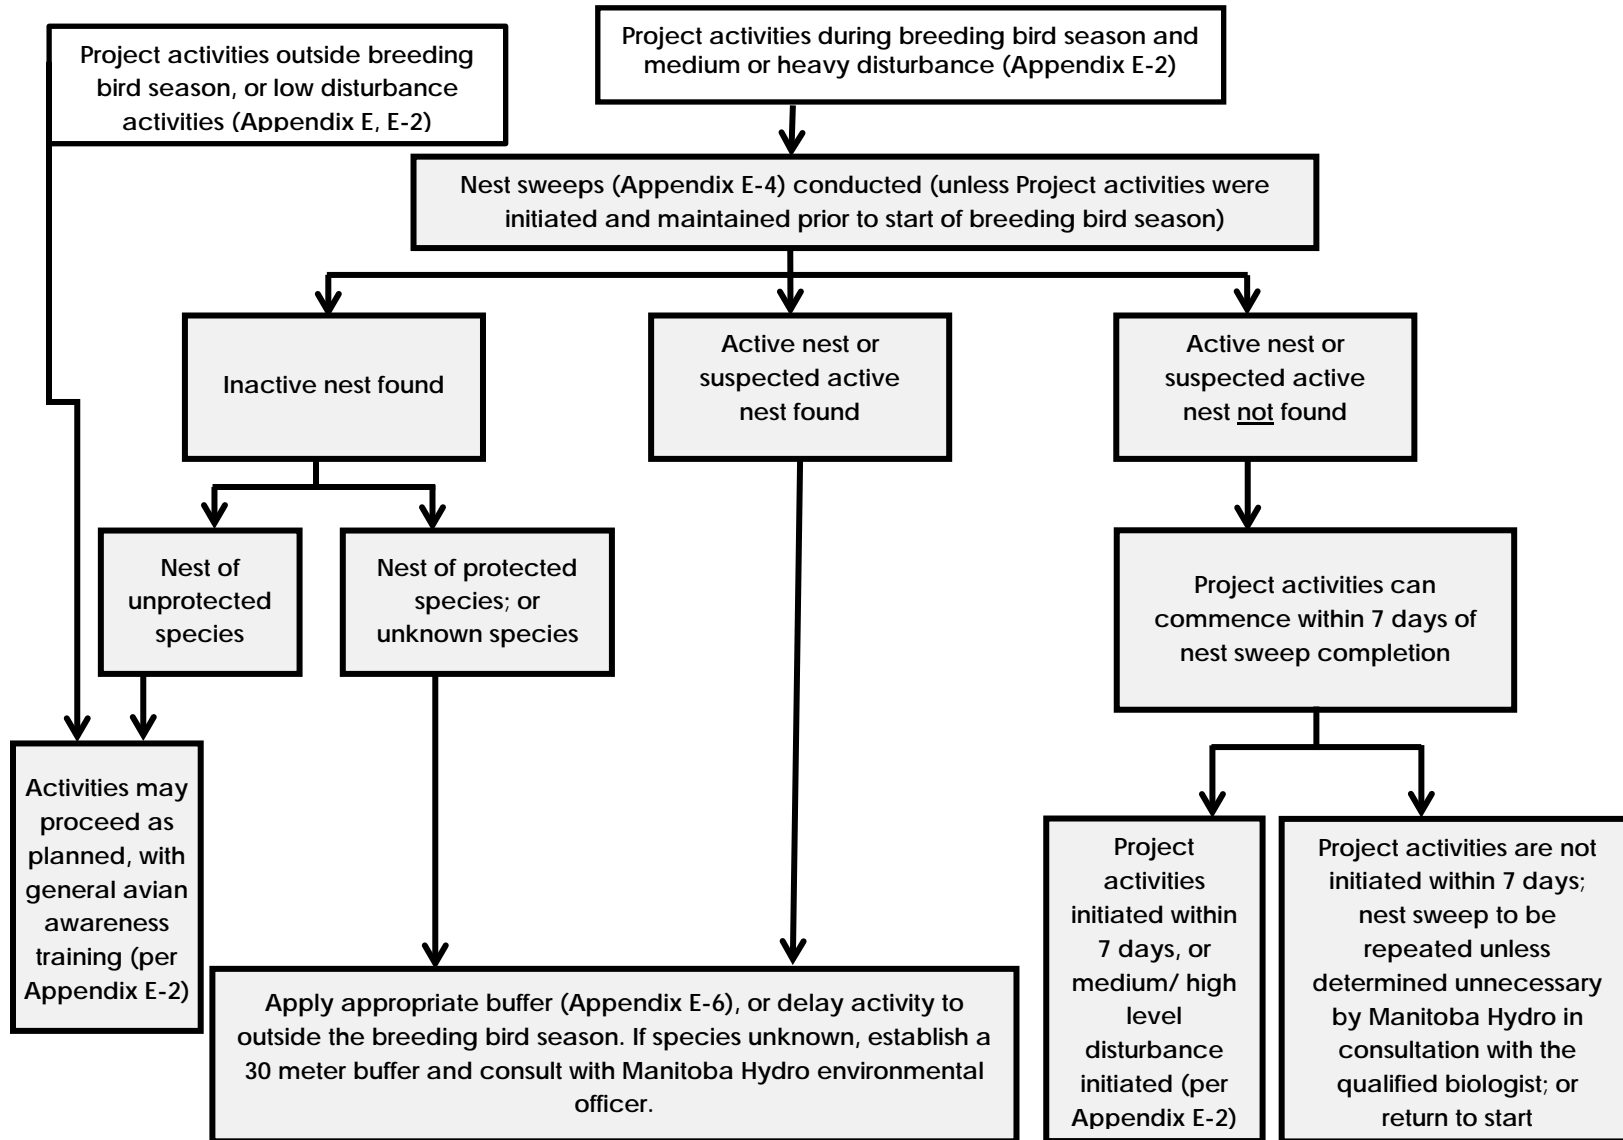 Project activities outside breeding
bird season, or low disturbance
activities (Appendix E, E-2)
Project activities during breeding bird season and
medium or heavy disturbance (Appendix E-2)
Nest sweeps (Appendix E-4) conducted (unless Project activities were
initiated and maintained prior to start of breeding bird season)
Inactive nest found
Active nest or
suspected active
nest found
Active nest or
suspected active
nest not found
Nest of
unprotected
species
Nest of protected
species; or
unknown species
Project activities can
commence within 7 days of
nest sweep completion
Activities may
proceed as
planned, with
general avian
awareness
training (per
Appendix E-2)
Apply appropriate buffer (Appendix E-6), or delay activity to
outside the breeding bird season. If species unknown, establish a
30 meter buffer and consult with Manitoba Hydro environmental
officer.
Project
activities
initiated within
7 days, or
medium/ high
level
disturbance
initiated (per
Appendix E-2)
Project activities are not
initiated within 7 days;
nest sweep to be
repeated unless
determined unnecessary
by Manitoba Hydro in
consultation with the
qualified biologist; or
return to start